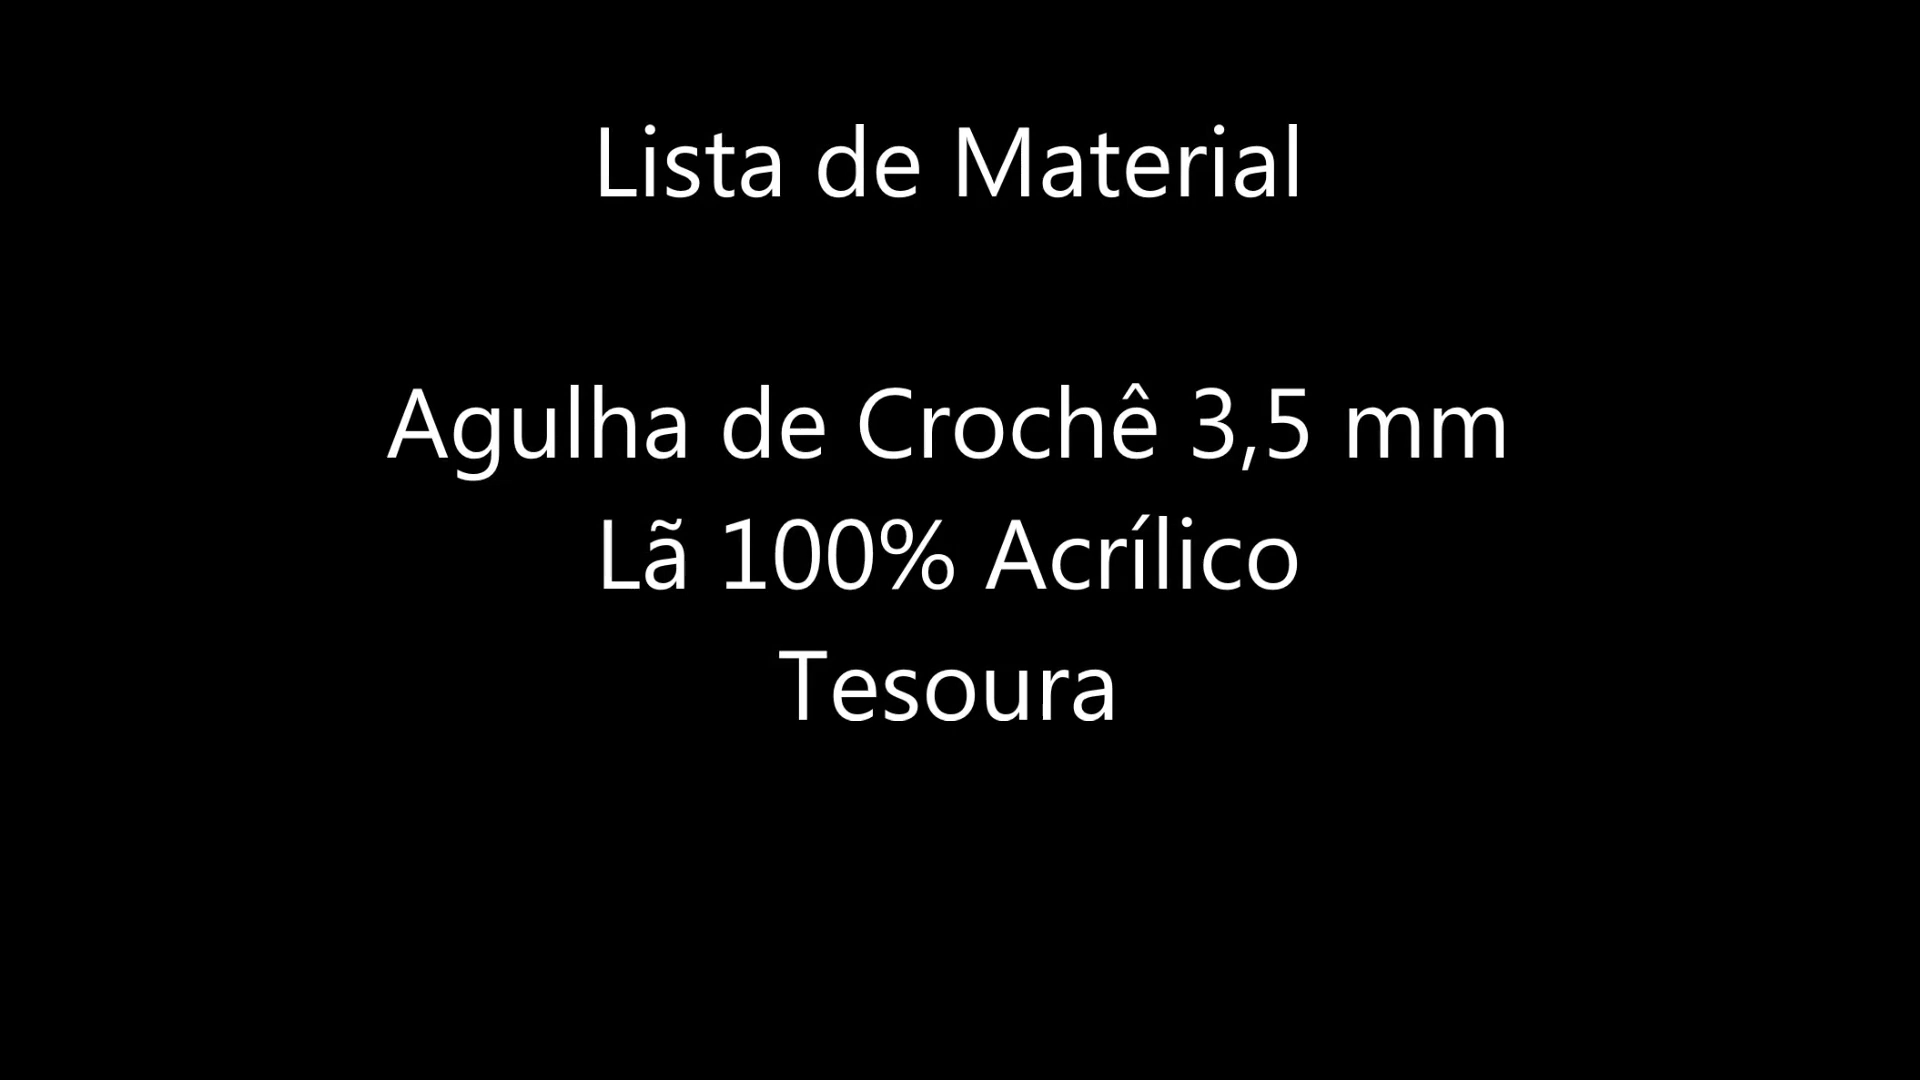 Lista de Material
Agulha de Crochê 3,5 mm
Lã 100% Acrílico
Tesoura